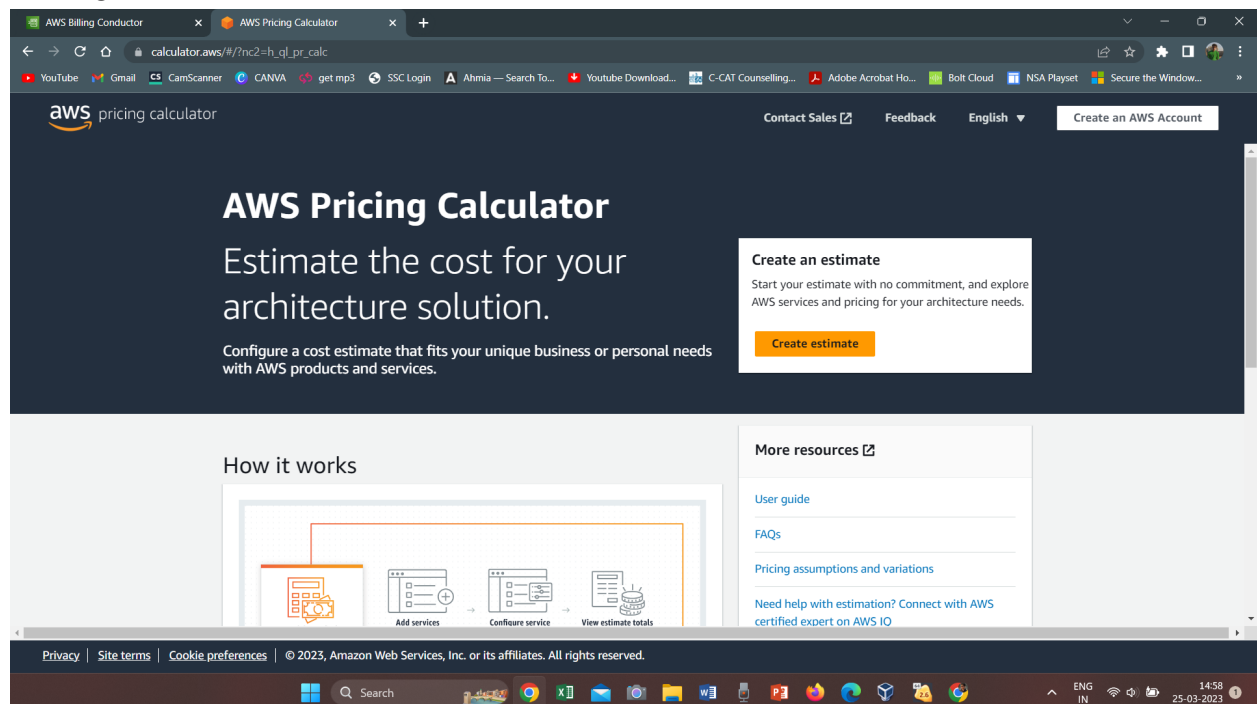 AWS Billing Conductor
AWS Pricing Calculator
calculator.aws/#/?nc2=h_ql_pr_calc
YouTube Gmail CS CamScanner CANVA get mp3 SSC Login Ahmia — Search To... Youtube Download... C-CAT Counselling... Adobe Acrobat Ho... Bolt Cloud NSA Playset Secure the Window... »
aws pricing calculator
Contact Sales Feedback English Create an AWS Account
AWS Pricing Calculator
Estimate the cost for your
architecture solution.
Configure a cost estimate that fits your unique business or personal needs
with AWS products and services.
Create an estimate
Start your estimate with no commitment, and explore
AWS services and pricing for your architecture needs.
Create estimate
How it works
Add services
Configure service
View estimate totals
More resources
User guide
FAQs
Pricing assumptions and variations
Need help with estimation? Connect with AWS
certified expert on AWS IQ
Privacy | Site terms | Cookie preferences | © 2023, Amazon Web Services, Inc. or its affiliates. All rights reserved.
Search
ENG
IN
14:58
25-03-2023
1